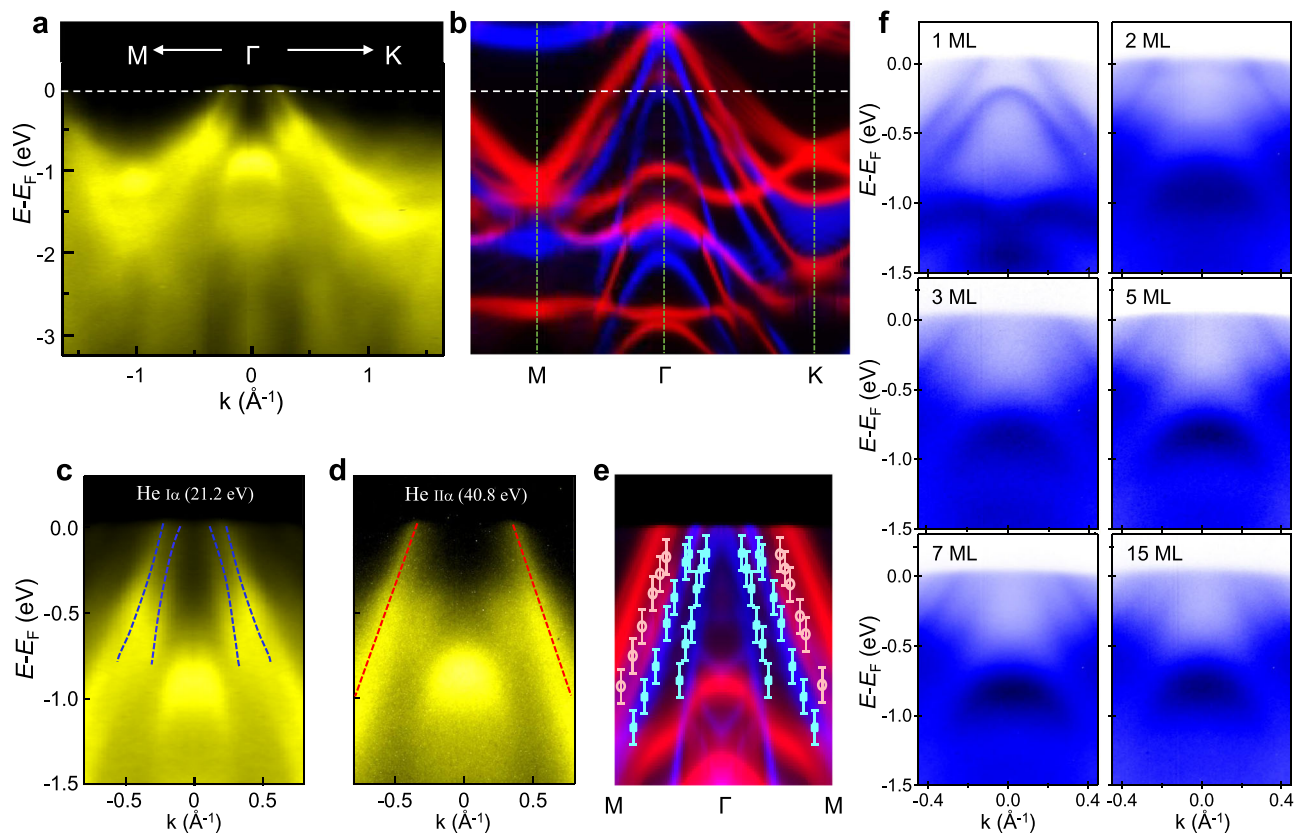 a
M Γ K
E-E_F (eV)
0
-1
-2
-3
-1 0 1
k (Å⁻¹)
b
M Γ K
c
He Iα (21.2 eV)
E-E_F (eV)
0.0
-0.5
-1.0
-1.5
-0.5 0 0.5
k (Å⁻¹)
d
He IIα (40.8 eV)
-0.5 0 0.5
k (Å⁻¹)
e
M Γ M
f
1 ML
2 ML
E-E_F (eV)
0.0
-0.5
-1.0
-1.5
3 ML
5 ML
E-E_F (eV)
0.0
-0.5
-1.0
-1.5
7 ML
15 ML
E-E_F (eV)
0.0
-0.5
-1.0
-1.5
-0.4 0.0 0.4
-0.4 0.0 0.4
k (Å⁻¹)
k (Å⁻¹)